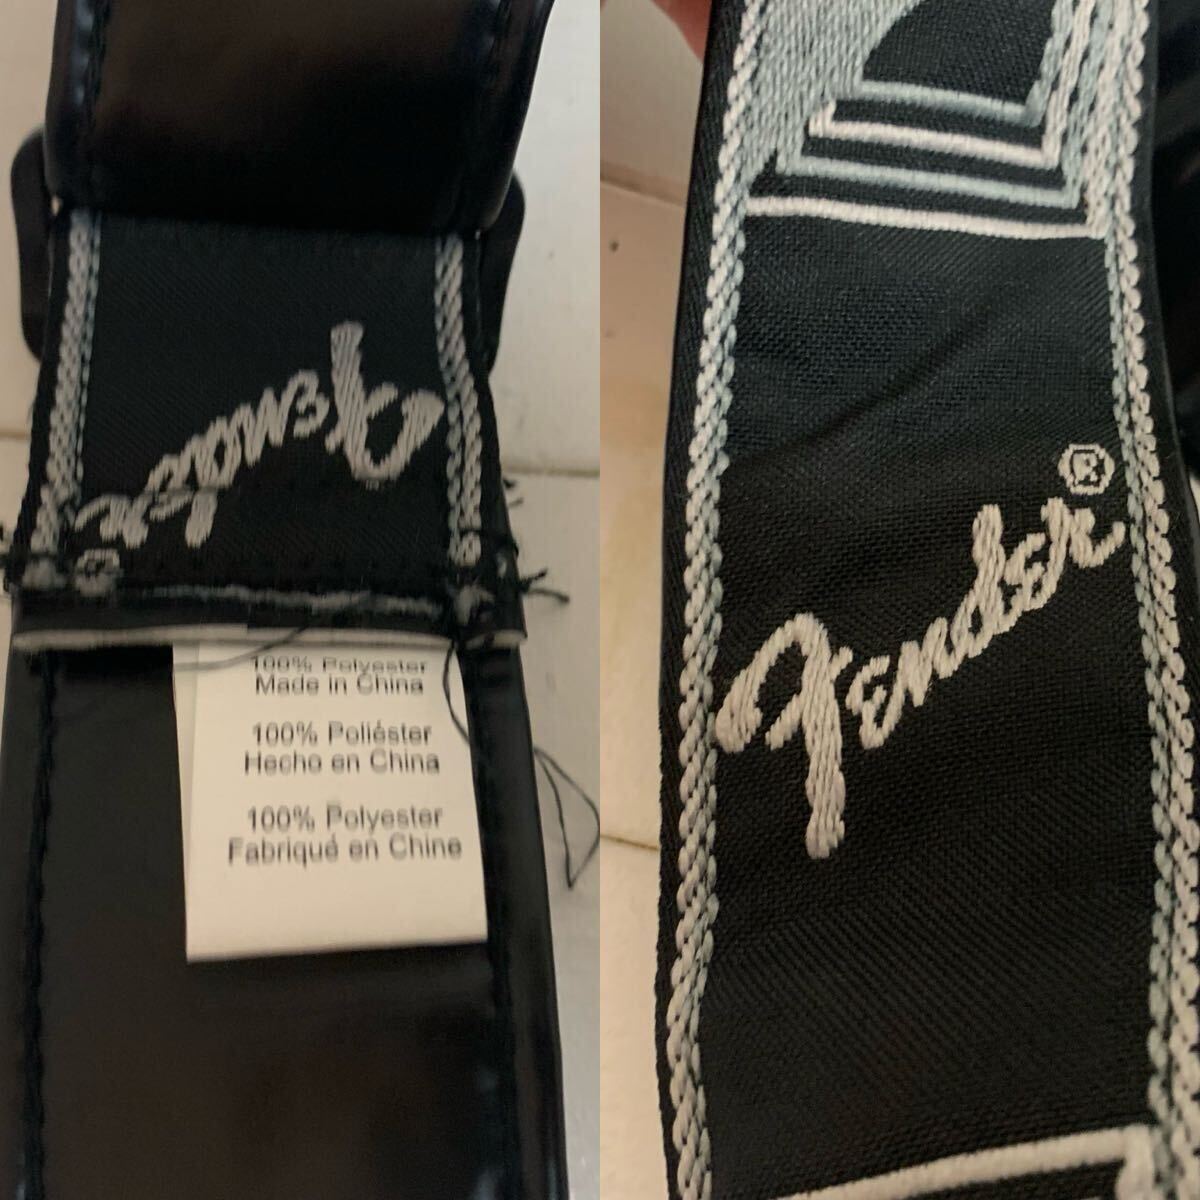 Fender ®
100% Polyester
Made in China
100% Poliéster
Hecho en China
100% Polyester
Fabriqué en Chine
Fender ®